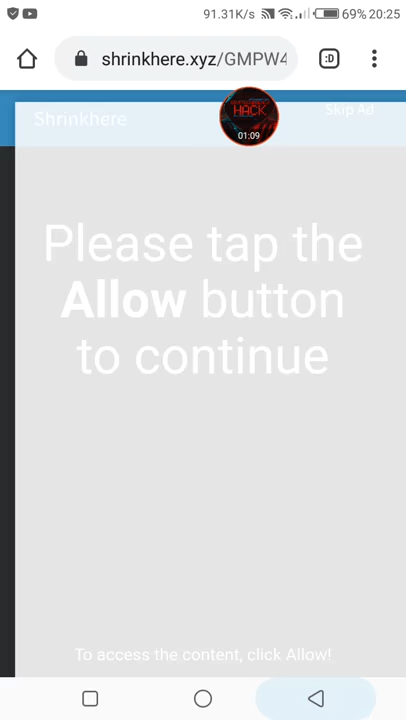 91.31K/s 69% 20:25
shrinkhere.xyz/GMPW4
:D
HACK
01:09
Skip Ad
Shrinkhere
Please tap the
Allow button
to continue
To access the content, click Allow!